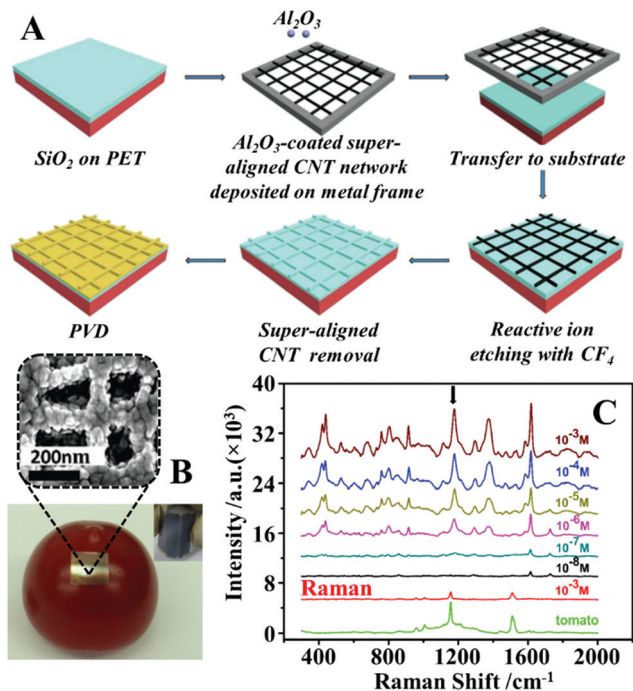 A
Al₂O₃
SiO₂ on PET
Al₂O₃-coated super-
aligned CNT network
deposited on metal frame
Transfer to substrate
PVD
Super-aligned
CNT removal
Reactive ion
etching with CF₄
200nm
B
C
40
32
24
16
8
0
Intensity /a.u.(×10³)
10⁻³M
10⁻⁴M
10⁻⁵M
10⁻⁶M
10⁻⁷M
10⁻⁸M
Raman
10⁻³M
tomato
400
800
1200
1600
2000
Raman Shift /cm⁻¹